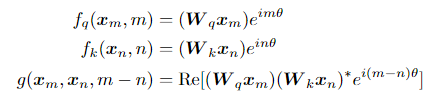 f_q(x_m, m) = (W_q x_m)e^{imθ}
f_k(x_n, n) = (W_k x_n)e^{inθ}
g(x_m, x_n, m − n) = Re[(W_q x_m)(W_k x_n)^* e^{i(m−n)θ}]